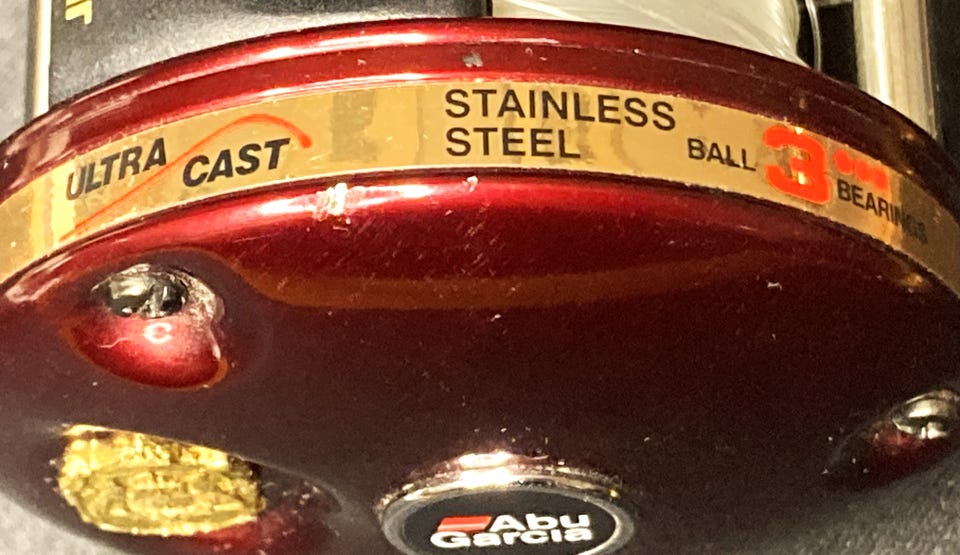 ULTRA CAST
STAINLESS
STEEL
BALL 3 BEARINGS
Abu
Garcia